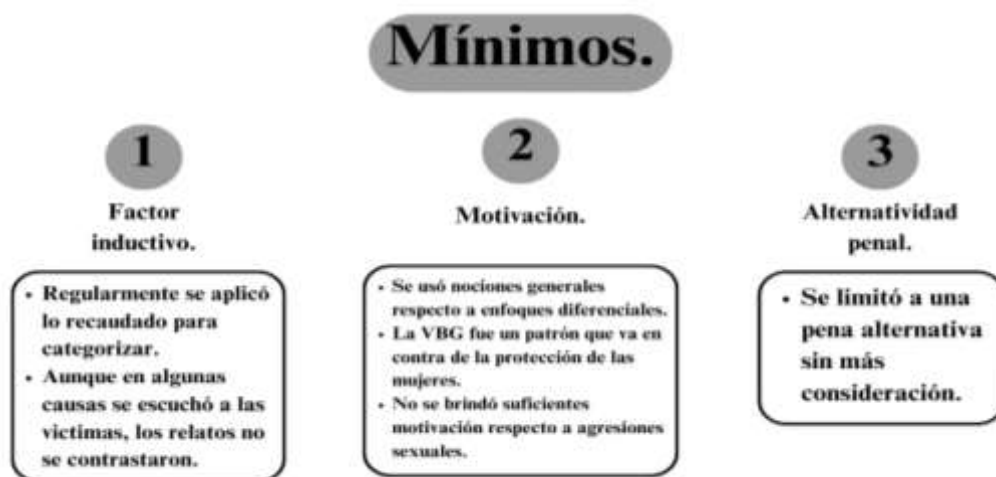 Mínimos.
1
Factor
inductivo.
• Regularmente se aplicó
lo recaudado para
categorizar.
• Aunque en algunas
causas se escuchó a las
victimas, los relatos no
se contrastaron.
2
Motivación.
• Se usó nociones generales
respecto a enfoques diferenciales.
• La VBG fue un patrón que va en
contra de la protección de las
mujeres.
• No se brindó suficientes
motivación respecto a agresiones
sexuales.
3
Alternatividad
penal.
• Se limitó a una
pena alternativa
sin más
consideración.